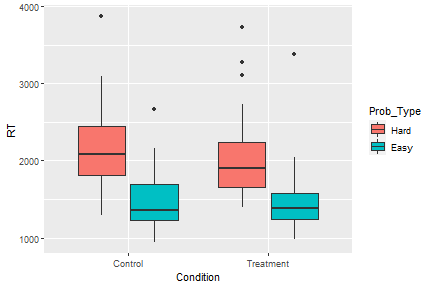 4000
3000
2000
1000
RT
Control
Treatment
Condition
Prob_Type
Hard
Easy